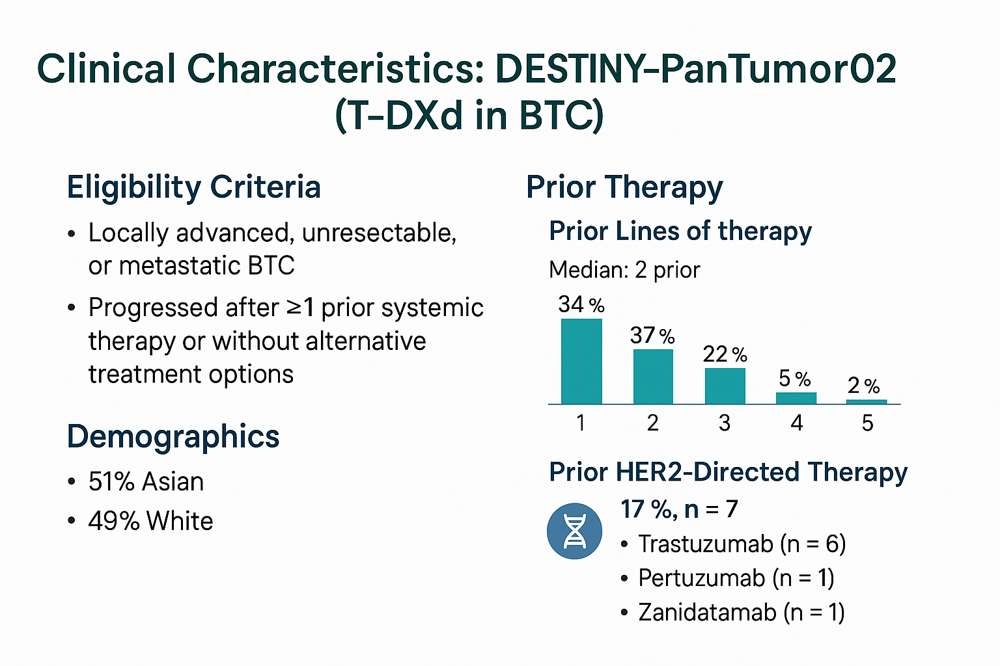 Clinical Characteristics: DESTINY-PanTumor02
(T-DXd in BTC)
Eligibility Criteria
• Locally advanced, unresectable,
or metastatic BTC
• Progressed after ≥1 prior systemic
therapy or without alternative
treatment options
Demographics
• 51% Asian
• 49% White
Prior Therapy
Prior Lines of therapy
Median: 2 prior
34 %
37 %
22 %
5 %
2 %
1 2 3 4 5
Prior HER2-Directed Therapy
17 %, n = 7
• Trastuzumab (n = 6)
• Pertuzumab (n = 1)
• Zanidatamab (n = 1)